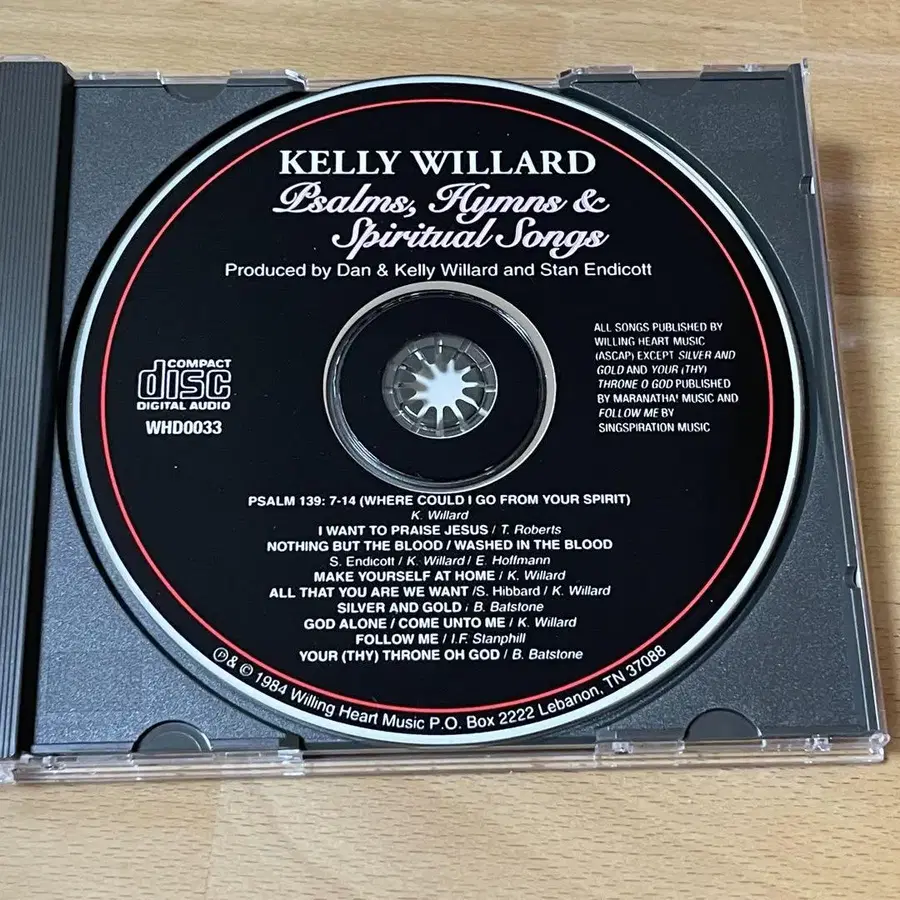 KELLY WILLARD
Psalms, Hymns &
Spiritual Songs
Produced by Dan & Kelly Willard and Stan Endicott
COMPACT
disc
DIGITAL AUDIO
WHD0033
ALL SONGS PUBLISHED BY
WILLING HEART MUSIC
(ASCAP) EXCEPT SILVER AND
GOLD AND YOUR (THY)
THRONE O GOD PUBLISHED
BY MARANATHA! MUSIC AND
FOLLOW ME BY
SINGSPIRATION MUSIC
PSALM 139: 7-14 (WHERE COULD I GO FROM YOUR SPIRIT)
K. Willard
I WANT TO PRAISE JESUS / T. Roberts
NOTHING BUT THE BLOOD / WASHED IN THE BLOOD
S. Endicott / K. Willard / E. Hoffmann
MAKE YOURSELF AT HOME / K. Willard
ALL THAT YOU ARE WE WANT /S. Hibbard / K. Willard
SILVER AND GOLD / B. Batstone
GOD ALONE / COME UNTO ME / K. Willard
FOLLOW ME / I.F. Stanphill
YOUR (THY) THRONE OH GOD / B. Batstone
℗ & © 1984 Willing Heart Music P.O. Box 2222 Lebanon, TN 37088